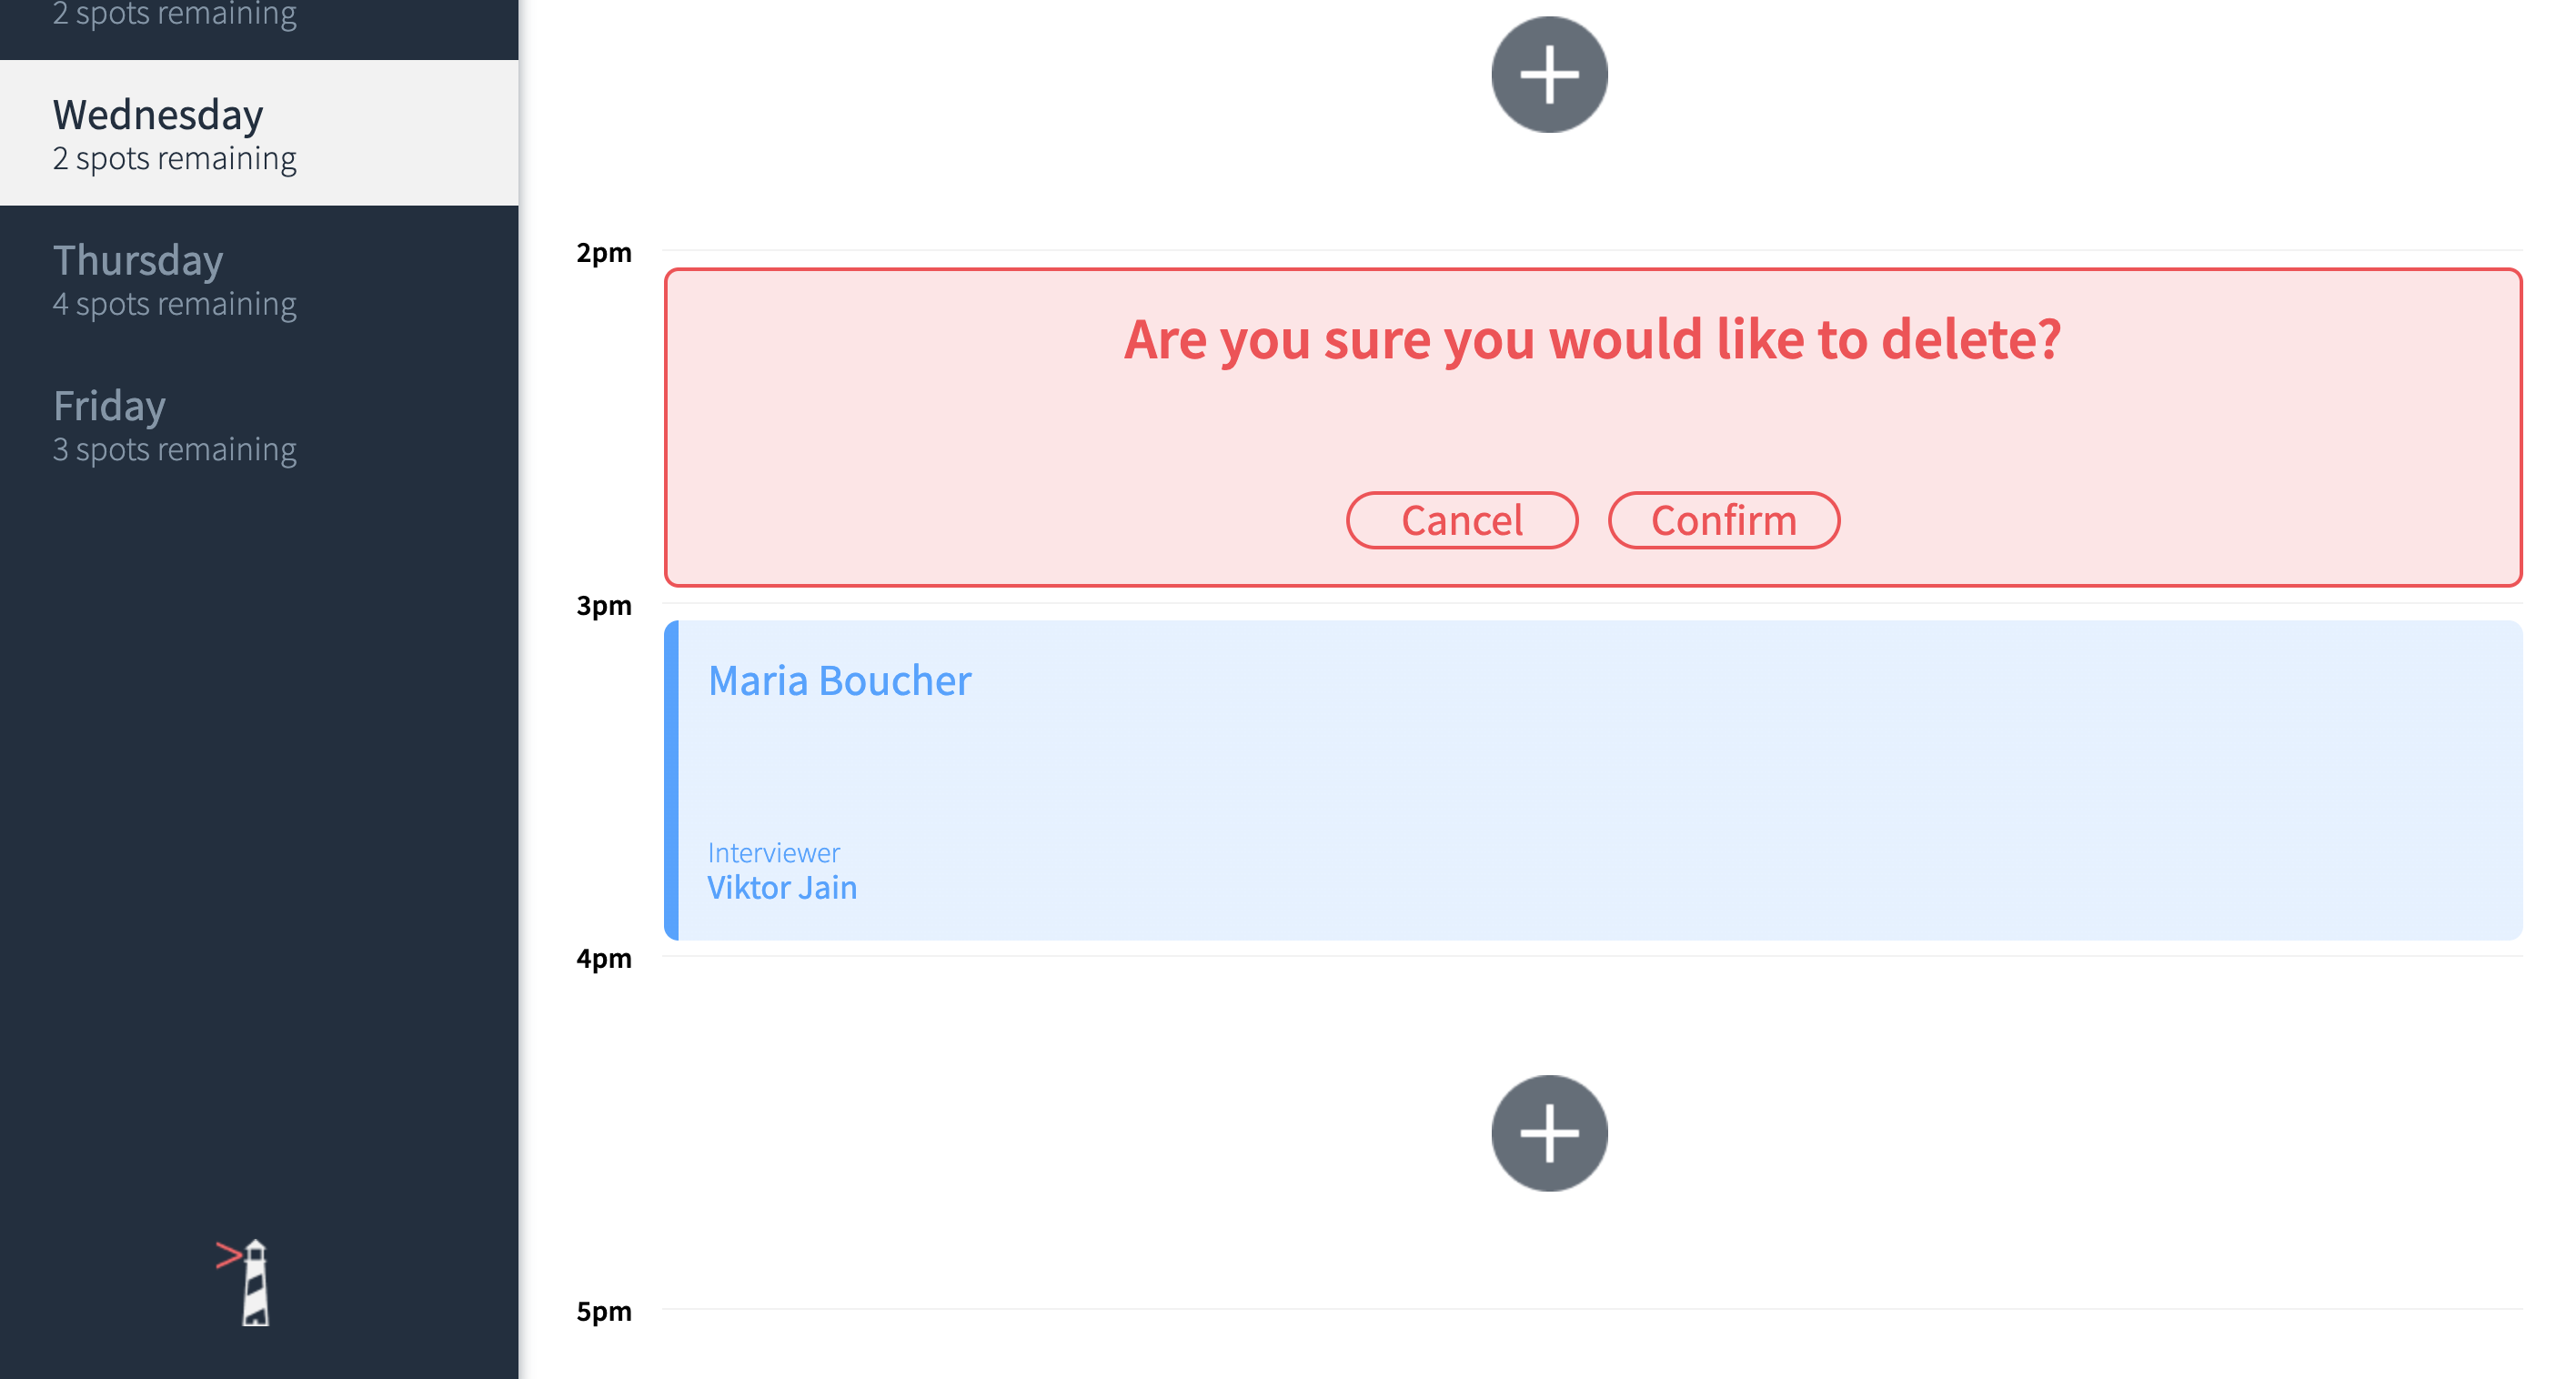 2 spots remaining
Wednesday
2 spots remaining
Thursday
4 spots remaining
Friday
3 spots remaining
2pm
Are you sure you would like to delete?
Cancel Confirm
3pm
Maria Boucher
Interviewer
Viktor Jain
4pm
5pm